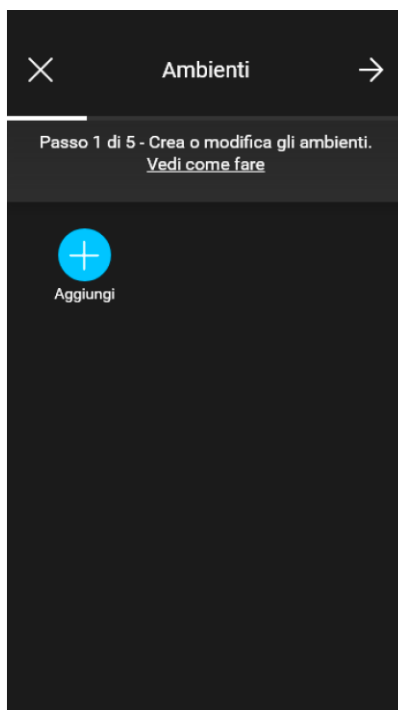 Ambienti
Passo 1 di 5 - Crea o modifica gli ambienti.
Vedi come fare
Aggiungi